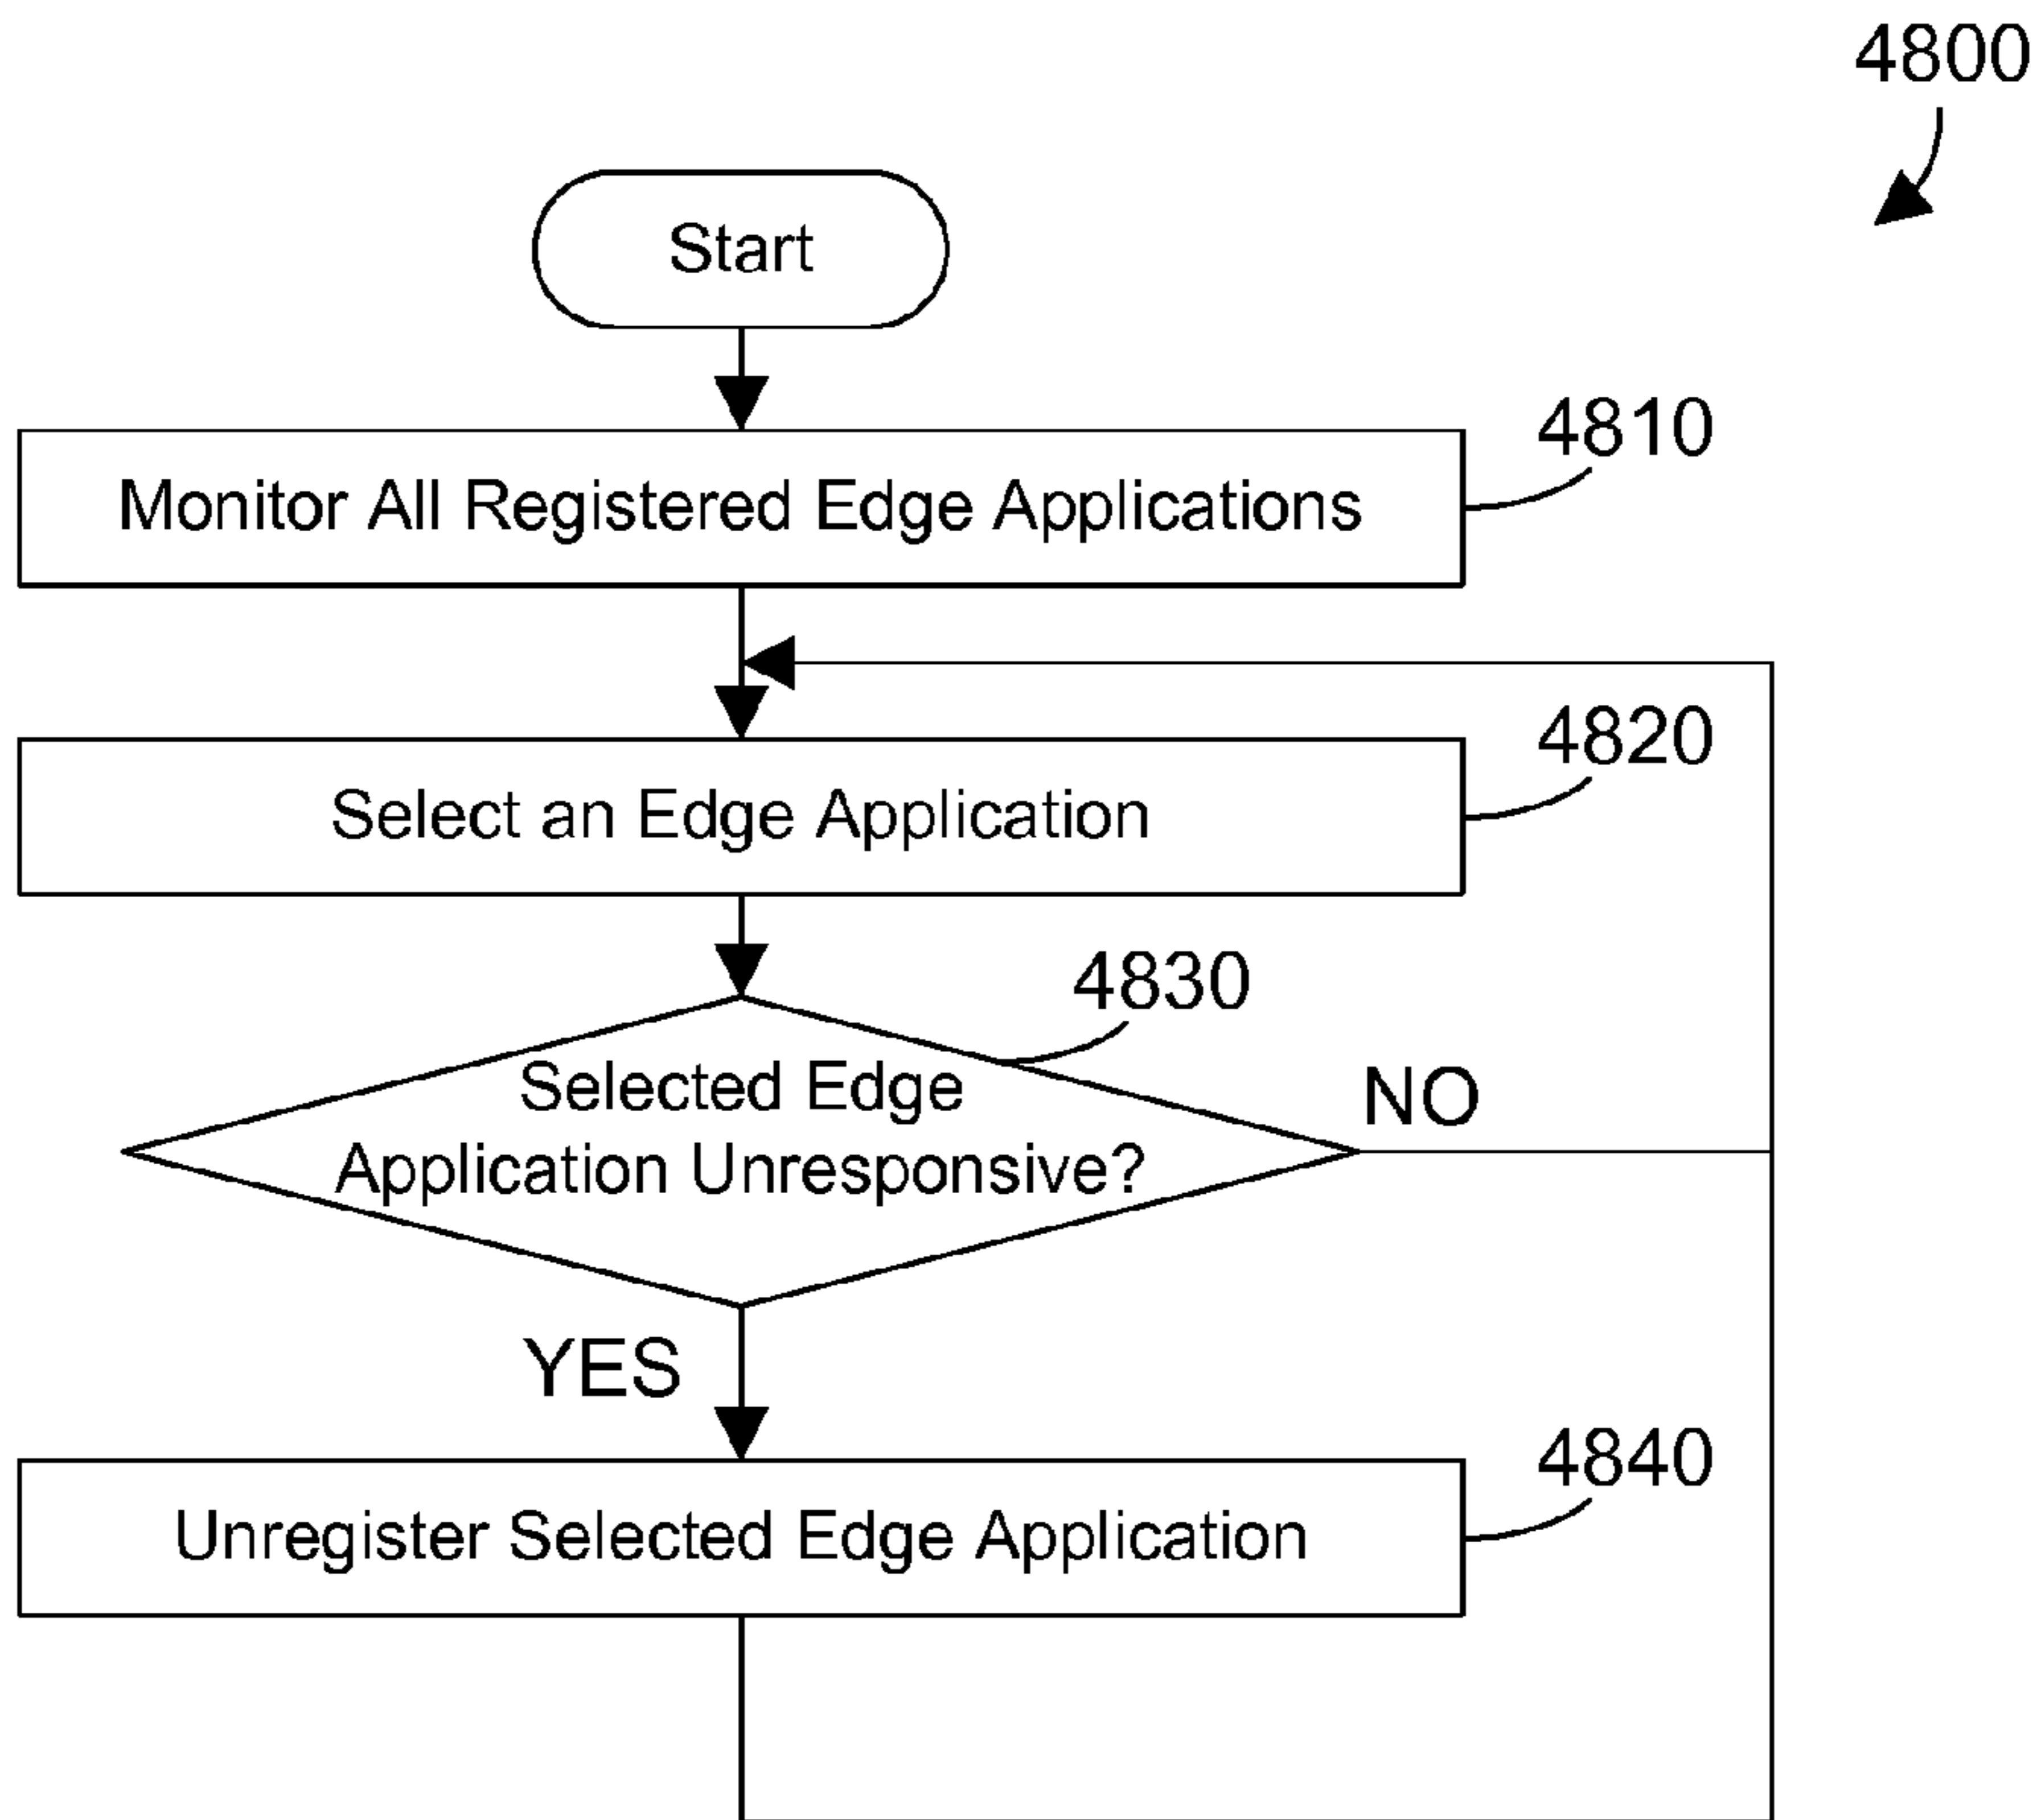 4800
Start
4810
Monitor All Registered Edge Applications
4820
Select an Edge Application
4830
Selected Edge
Application Unresponsive?
NO
YES
4840
Unregister Selected Edge Application